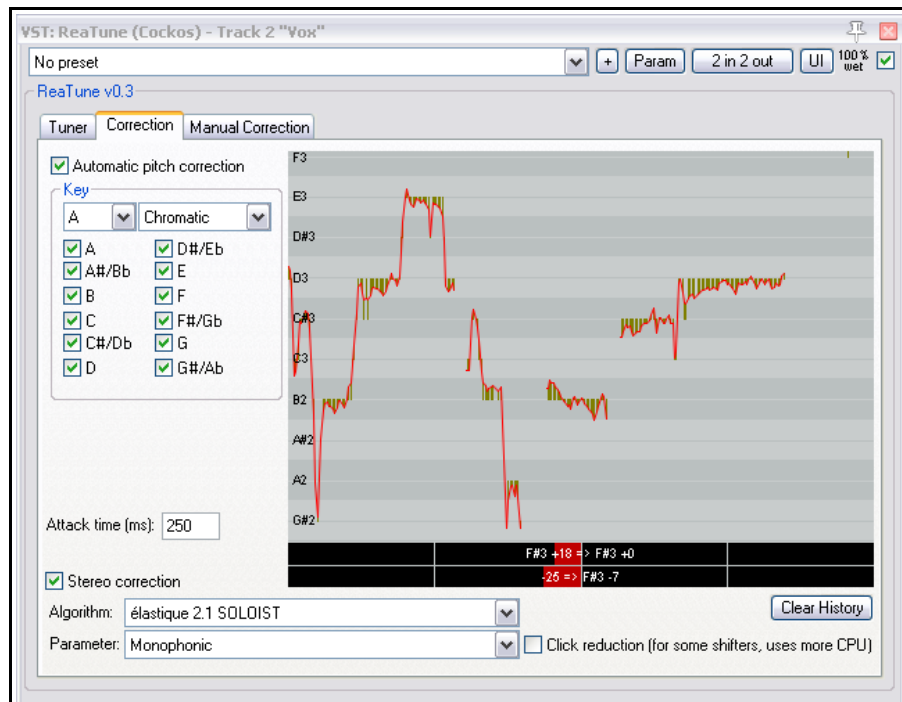 VST: ReaTune (Cockos) - Track 2 "Vox"
No preset
+
Param
2 in 2 out
UI
100%
wet
ReaTune v0.3
Tuner
Correction
Manual Correction
Automatic pitch correction
Key
A
Chromatic
A
D#/Eb
A#/Bb
E
B
F
C
F#/Gb
C#/Db
G
D
G#/Ab
F3
E3
D#3
D3
C#3
C3
B2
A#2
A2
G#2
Attack time (ms):
250
F#3 +18 => F#3 +0
-25 => F#3 -7
Stereo correction
Algorithm:
élastique 2.1 SOLOIST
Clear History
Parameter:
Monophonic
Click reduction (for some shifters, uses more CPU)